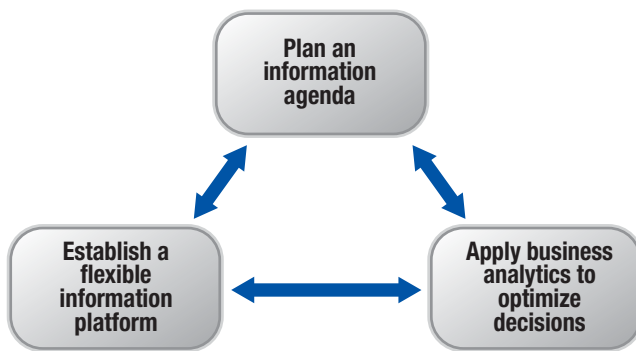 Plan an
information
agenda
Establish a
flexible
information
platform
Apply business
analytics to
optimize
decisions